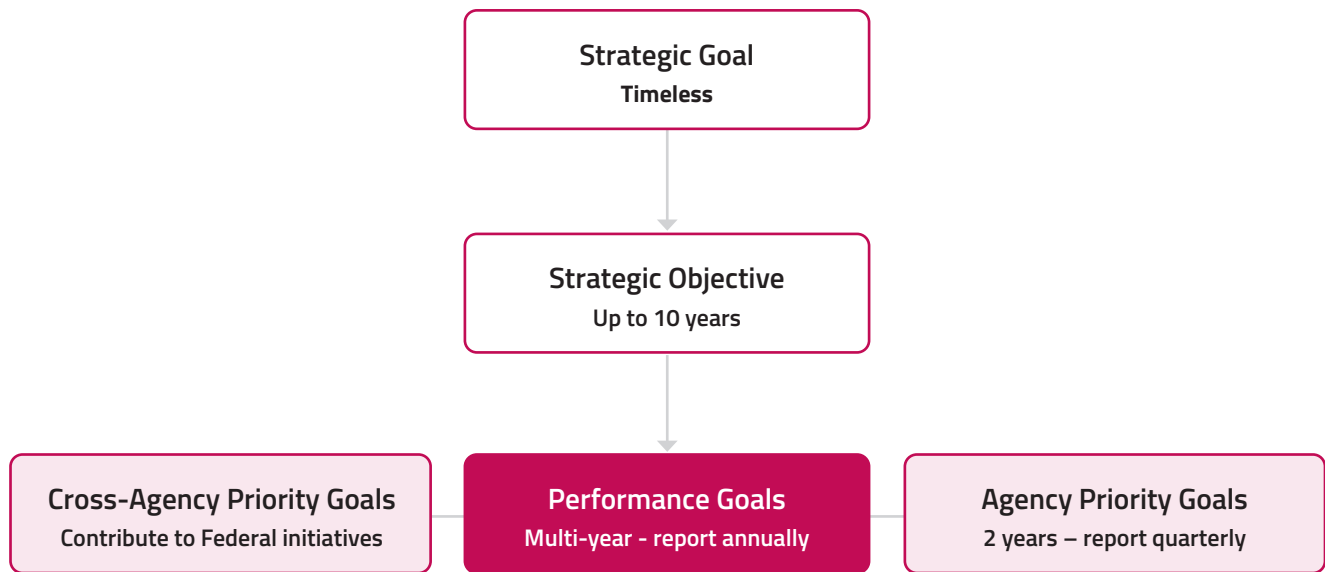 Strategic Goal
Timeless
Strategic Objective
Up to 10 years
Cross-Agency Priority Goals
Contribute to Federal initiatives
Performance Goals
Multi-year - report annually
Agency Priority Goals
2 years – report quarterly